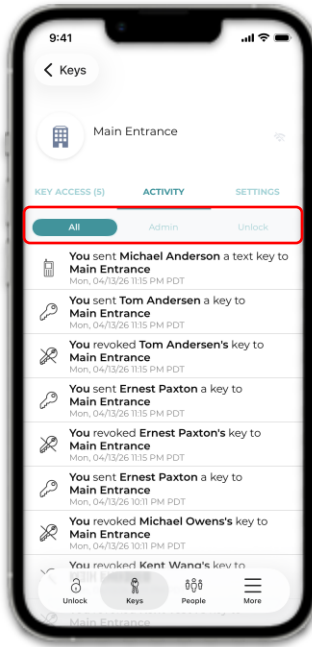 9:41
Keys
Main Entrance
KEY ACCESS (5) ACTIVITY SETTINGS
All Admin Unlock
You sent Michael Anderson a text key to
Main Entrance
Mon, 04/13/26 11:15 PM PDT
You sent Tom Andersen a key to
Main Entrance
Mon, 04/13/26 11:15 PM PDT
You revoked Tom Andersen's key to
Main Entrance
Mon, 04/13/26 11:15 PM PDT
You sent Ernest Paxton a key to
Main Entrance
Mon, 04/13/26 11:15 PM PDT
You revoked Ernest Paxton's key to
Main Entrance
Mon, 04/13/26 11:15 PM PDT
You sent Ernest Paxton a key to
Main Entrance
Mon, 04/13/26 10:11 PM PDT
You revoked Michael Owens's key to
Main Entrance
Mon, 04/13/26 10:11 PM PDT
You revoked Kent Wang's key to
Main Entrance
Unlock Keys People More
Main Entrance